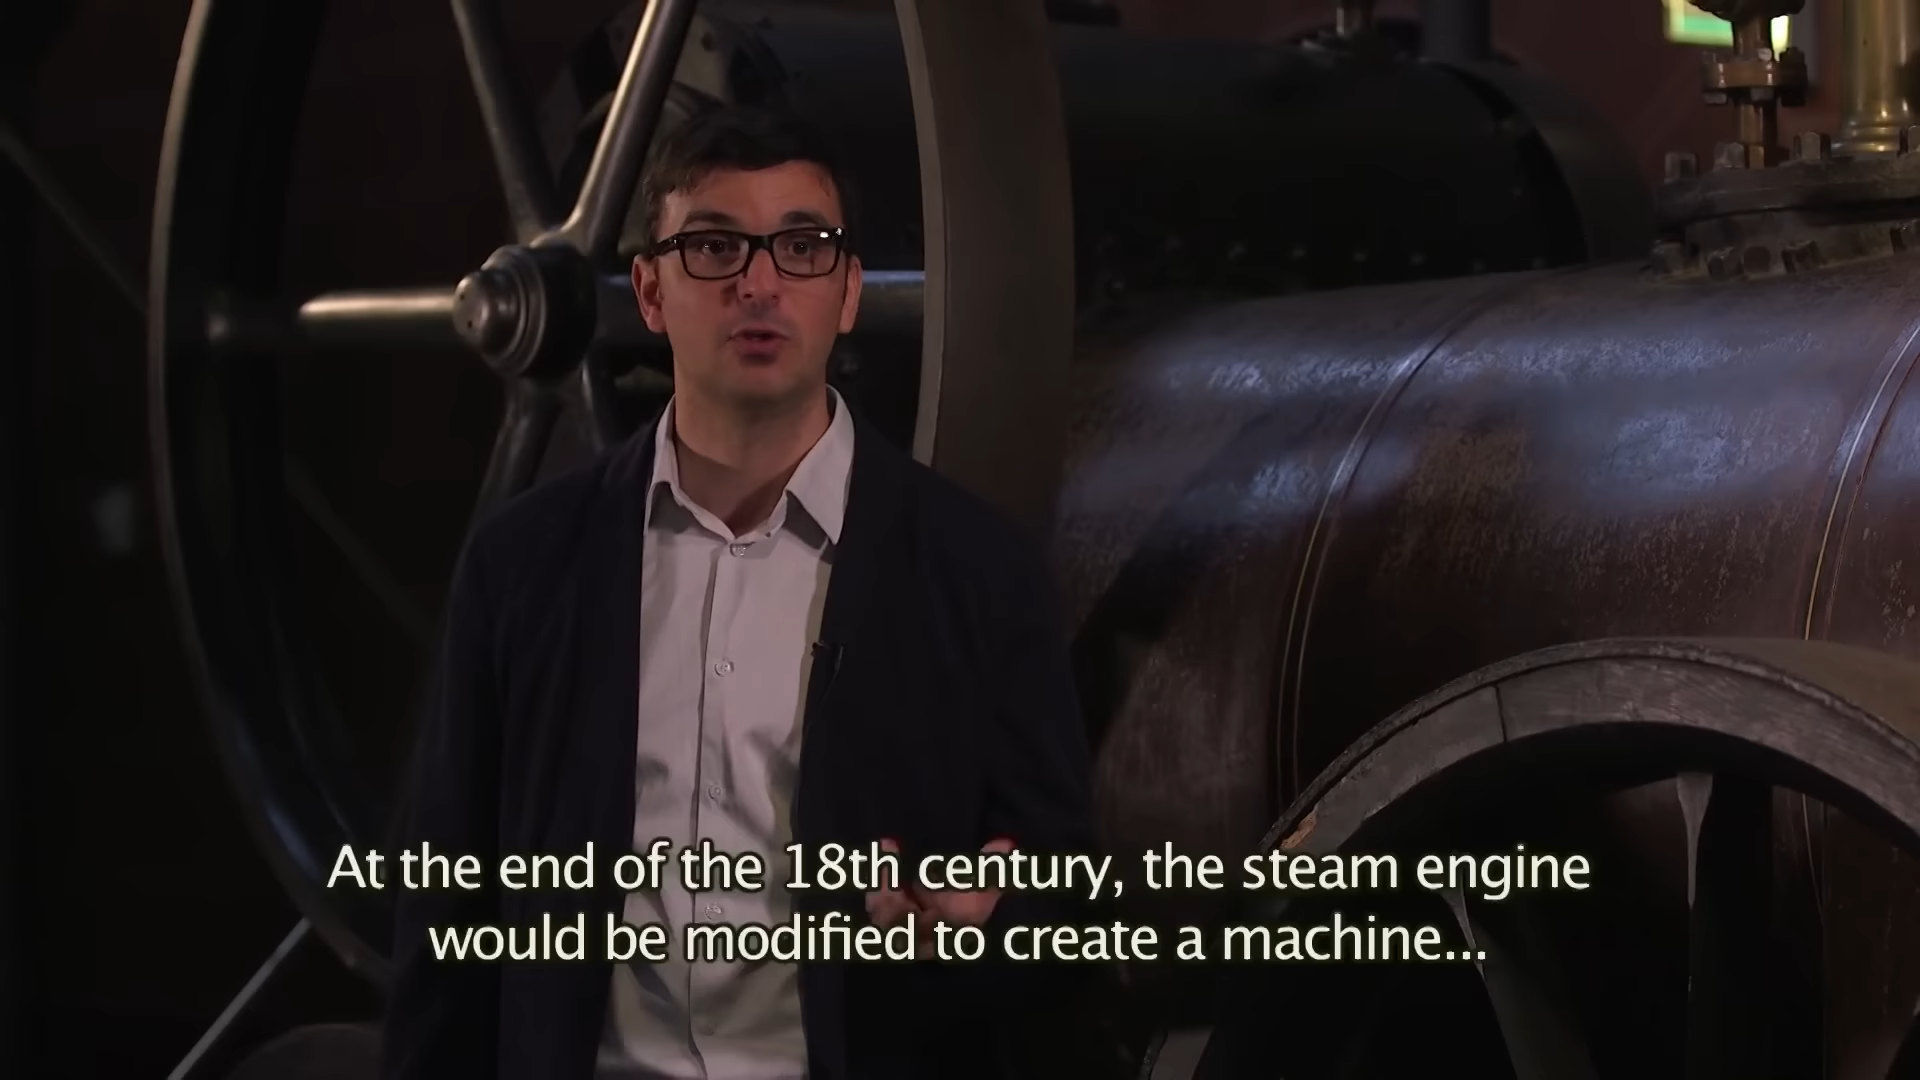 At the end of the 18th century, the steam engine
would be modified to create a machine...